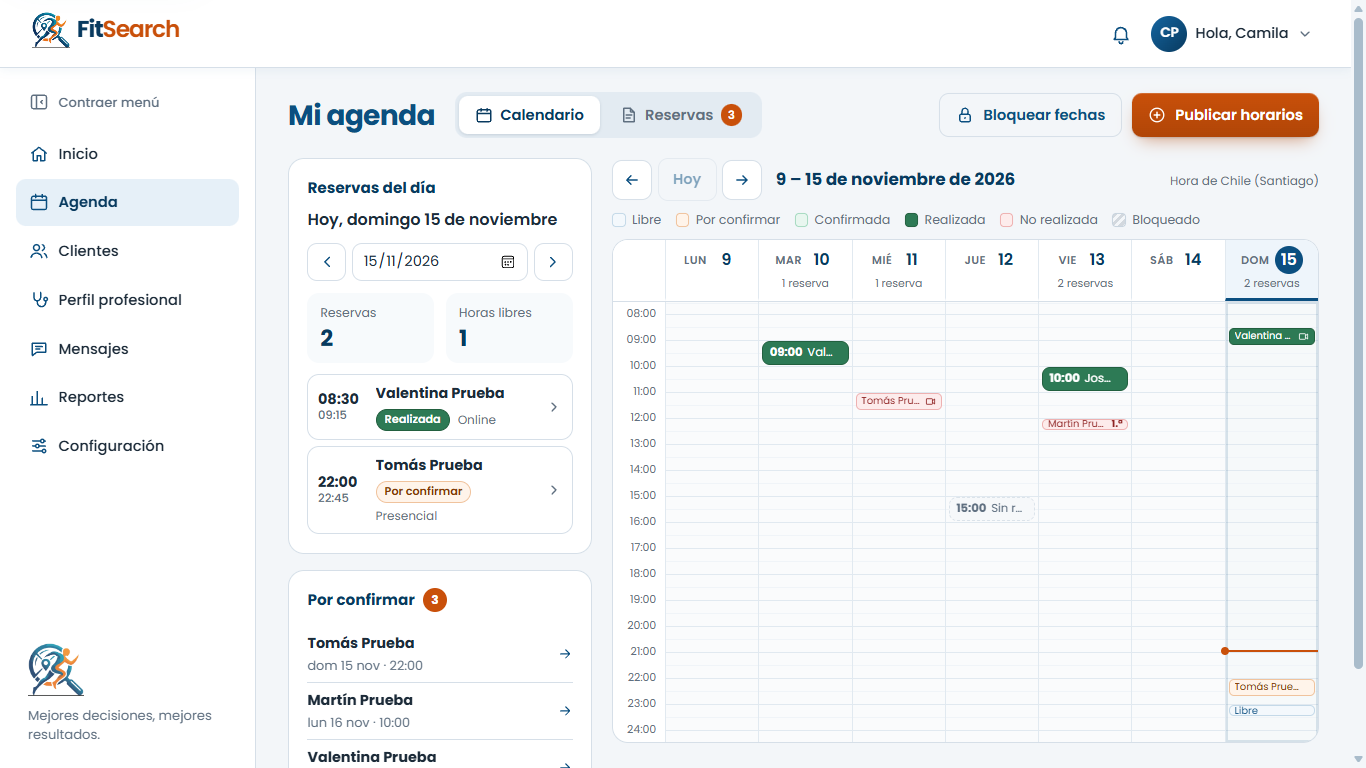 FitSearch
CP Hola, Camila
Contraer menú
Inicio
Agenda
Clientes
Perfil profesional
Mensajes
Reportes
Configuración
Mejores decisiones, mejores
resultados.
Mi agenda
Calendario
Reservas 3
Bloquear fechas
Publicar horarios
Reservas del día
Hoy, domingo 15 de noviembre
15/11/2026
Reservas
2
Horas libres
1
08:30
09:15
Valentina Prueba
Realizada Online
22:00
22:45
Tomás Prueba
Por confirmar
Presencial
Por confirmar 3
Tomás Prueba
dom 15 nov · 22:00
Martín Prueba
lun 16 nov · 10:00
Valentina Prueba
Hoy
9 – 15 de noviembre de 2026
Hora de Chile (Santiago)
Libre Por confirmar Confirmada Realizada No realizada Bloqueado
LUN 9
MAR 10
1 reserva
MIÉ 11
1 reserva
JUE 12
VIE 13
2 reservas
SÁB 14
DOM 15
2 reservas
08:00
09:00
10:00
11:00
12:00
13:00
14:00
15:00
16:00
17:00
18:00
19:00
20:00
21:00
22:00
23:00
24:00
09:00 Val...
Tomás Pru...
15:00 Sin r...
10:00 Jos...
Martín Pru... 1.ª
Valentina ...
Tomás Prue...
Libre